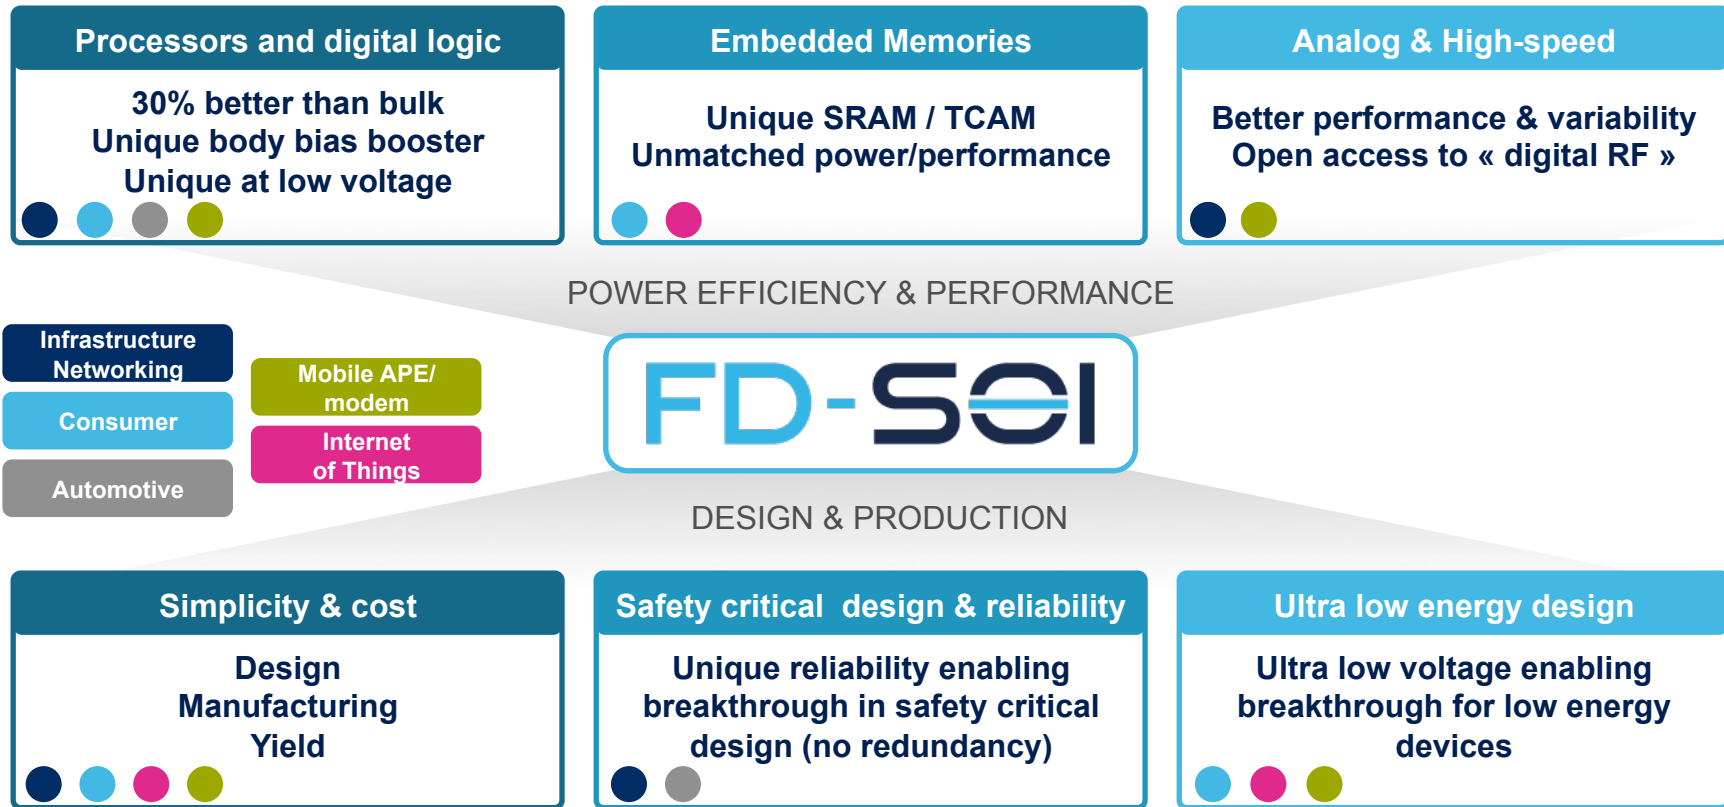 Processors and digital logic
30% better than bulk
Unique body bias booster
Unique at low voltage
Embedded Memories
Unique SRAM / TCAM
Unmatched power/performance
Analog & High-speed
Better performance & variability
Open access to « digital RF »
POWER EFFICIENCY & PERFORMANCE
Infrastructure
Networking
Consumer
Automotive
Mobile APE/
modem
Internet
of Things
FD-SOI
DESIGN & PRODUCTION
Simplicity & cost
Design
Manufacturing
Yield
Safety critical design & reliability
Unique reliability enabling
breakthrough in safety critical
design (no redundancy)
Ultra low energy design
Ultra low voltage enabling
breakthrough for low energy
devices